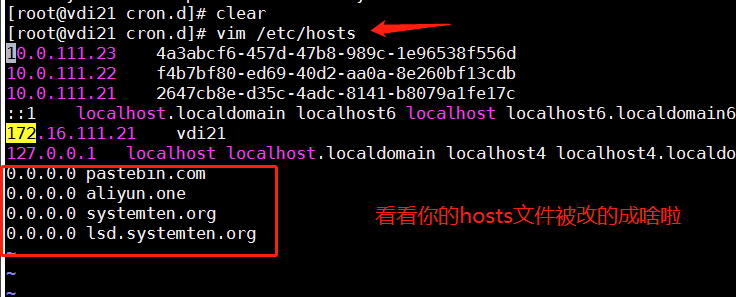 [root@vdi21 cron.d]# clear
[root@vdi21 cron.d]# vim /etc/hosts
10.0.111.23    4a3abcf6-457d-47b8-989c-1e96538f556d
10.0.111.22    f4b7bf80-ed69-40d2-aa0a-8e260bf13cdb
10.0.111.21    2647cb8e-d35c-4adc-8141-b8079a1fe17c
::1    localhost.localdomain localhost6 localhost localhost6.localdomain6
172.16.111.21    vdi21
127.0.0.1    localhost localhost.localdomain localhost4 localhost4.localdo
0.0.0.0 pastebin.com
0.0.0.0 aliyun.one
0.0.0.0 systemten.org
看看你的hosts文件被改的成啥啦
0.0.0.0 lsd.systemten.org
~
~
~